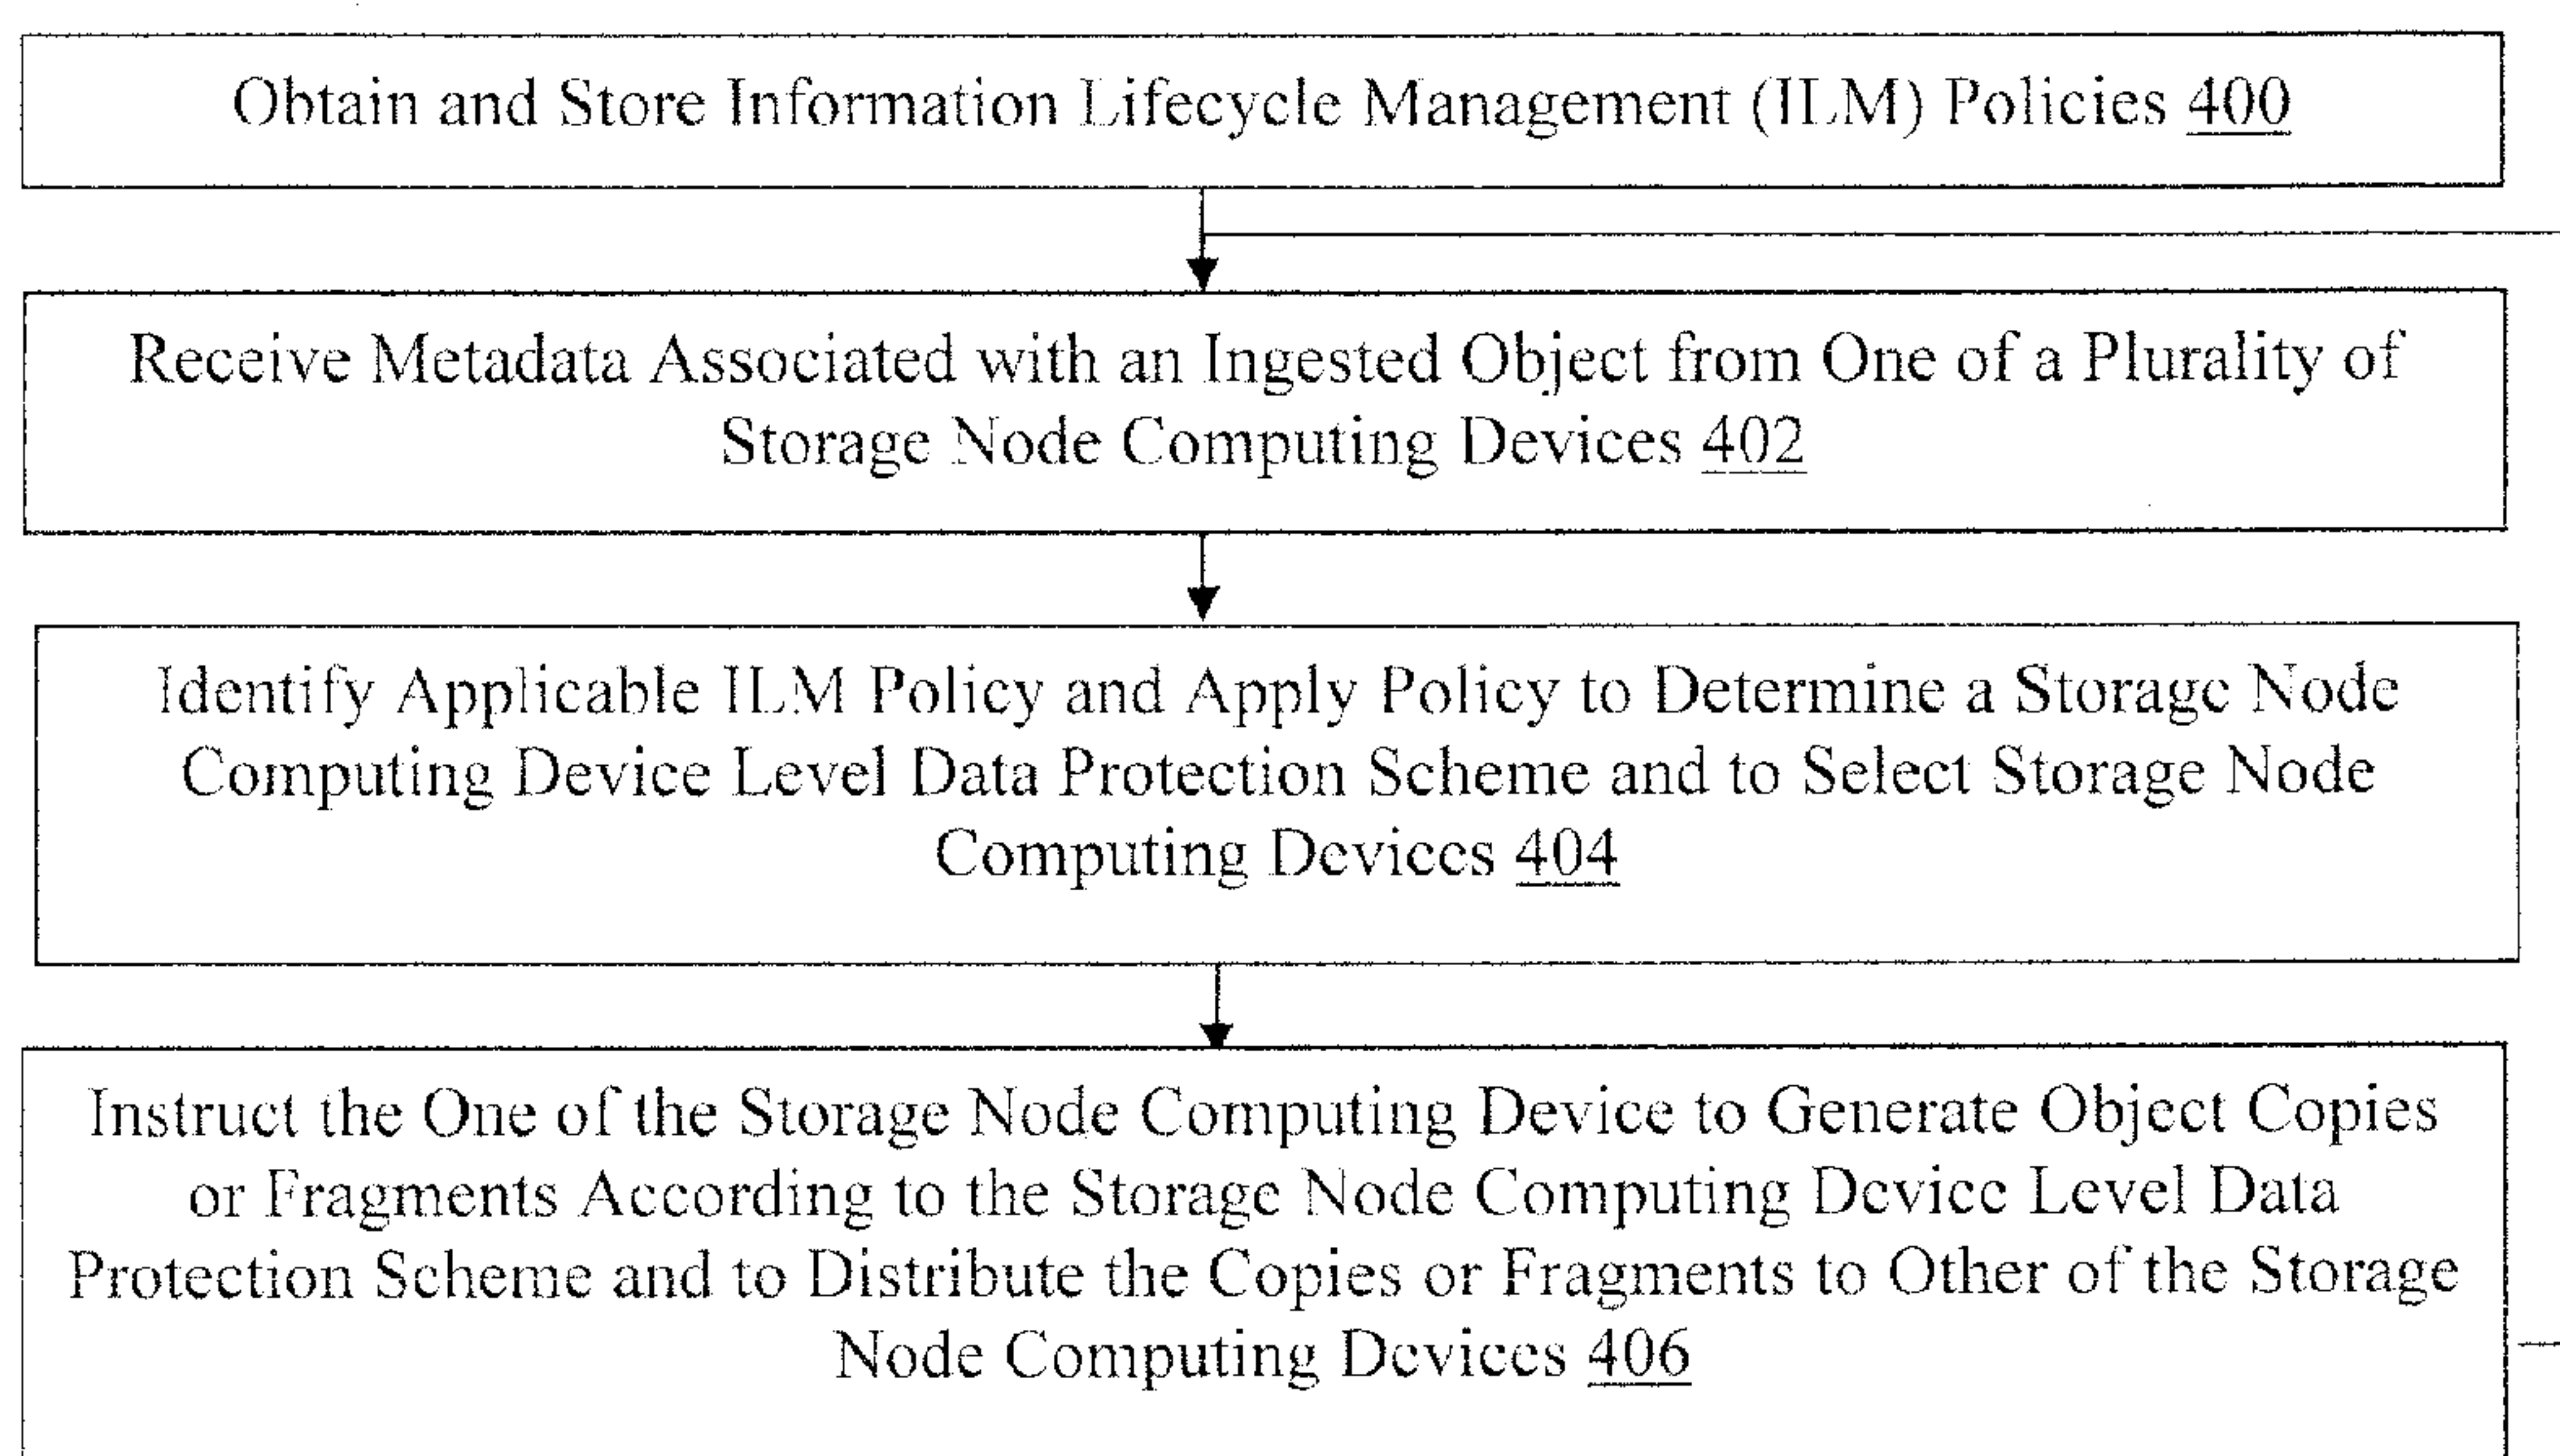 Obtain and Store Information Lifecycle Management (ILM) Policies 400
Receive Metadata Associated with an Ingested Object from One of a Plurality of
Storage Node Computing Devices 402
Identify Applicable ILM Policy and Apply Policy to Determine a Storage Node
Computing Device Level Data Protection Scheme and to Select Storage Node
Computing Devices 404
Instruct the One of the Storage Node Computing Device to Generate Object Copies
or Fragments According to the Storage Node Computing Device Level Data
Protection Scheme and to Distribute the Copies or Fragments to Other of the Storage
Node Computing Devices 406